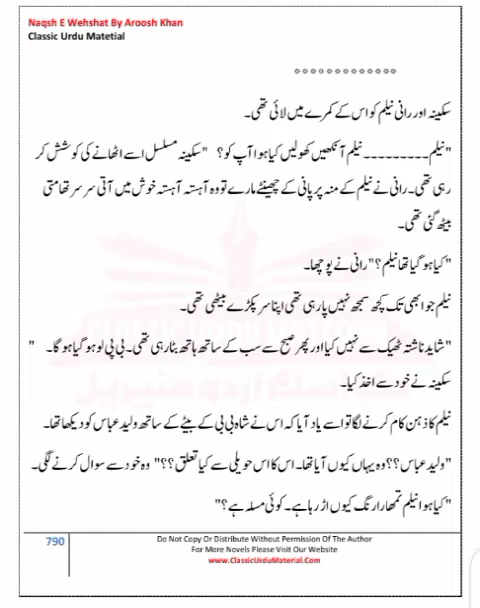 Naqsh E Wehshat By Aroosh Khan
Classic Urdu Matetial
*************
سکینہ اور رانی نیلم کو اس کے کمرے میں لائی تھی۔
"نیلم۔۔۔۔۔۔۔۔۔ نیلم آنکھیں کھولیں کیا ہوا آپ کو؟ "سکینہ مسلسل اسے اٹھانے کی کوشش کر
رہی تھی۔ رانی نے نیلم کے منہ پر پانی کے چھینٹے مارے تو وہ آہستہ آہستہ خوش میں آتی سر سر تھامتی
بیٹھ گئی تھی۔
"کیا ہو گیا تھا نیلم؟" رانی نے پوچھا۔
نیلم جو ابھی تک کچھ سمجھ نہیں پا رہی تھی اپنا سر پکڑے بیٹھی تھی۔
"شاید ناشتہ ٹھیک سے نہیں کیا اور پھر صبح سے سب کے ساتھ ہاتھ بٹا رہی تھی۔ بی پی لو ہو گیا ہو گا۔ "
سکینہ نے خود سے اخذ کیا۔
نیلم کا ذہن کام کرنے لگا تو اسے یاد آیا کہ اس نے شاہ بی بی کے بیٹے کے ساتھ ولید عباس کو دیکھا تھا۔
"ولید عباس؟؟ وہ یہاں کیوں آیا تھا۔ اس کا اس حویلی سے کیا تعلق؟؟" وہ خود سے سوال کرنے لگی۔
"کیا ہوا نیلم تمھارا رنگ کیوں اڑ رہا ہے۔ کوئی مسلہ ہے؟"
790
Do Not Copy Or Distribute Without Permission Of The Author
For More Novels Please Visit Our Website
www.ClassicUrduMaterial.Com